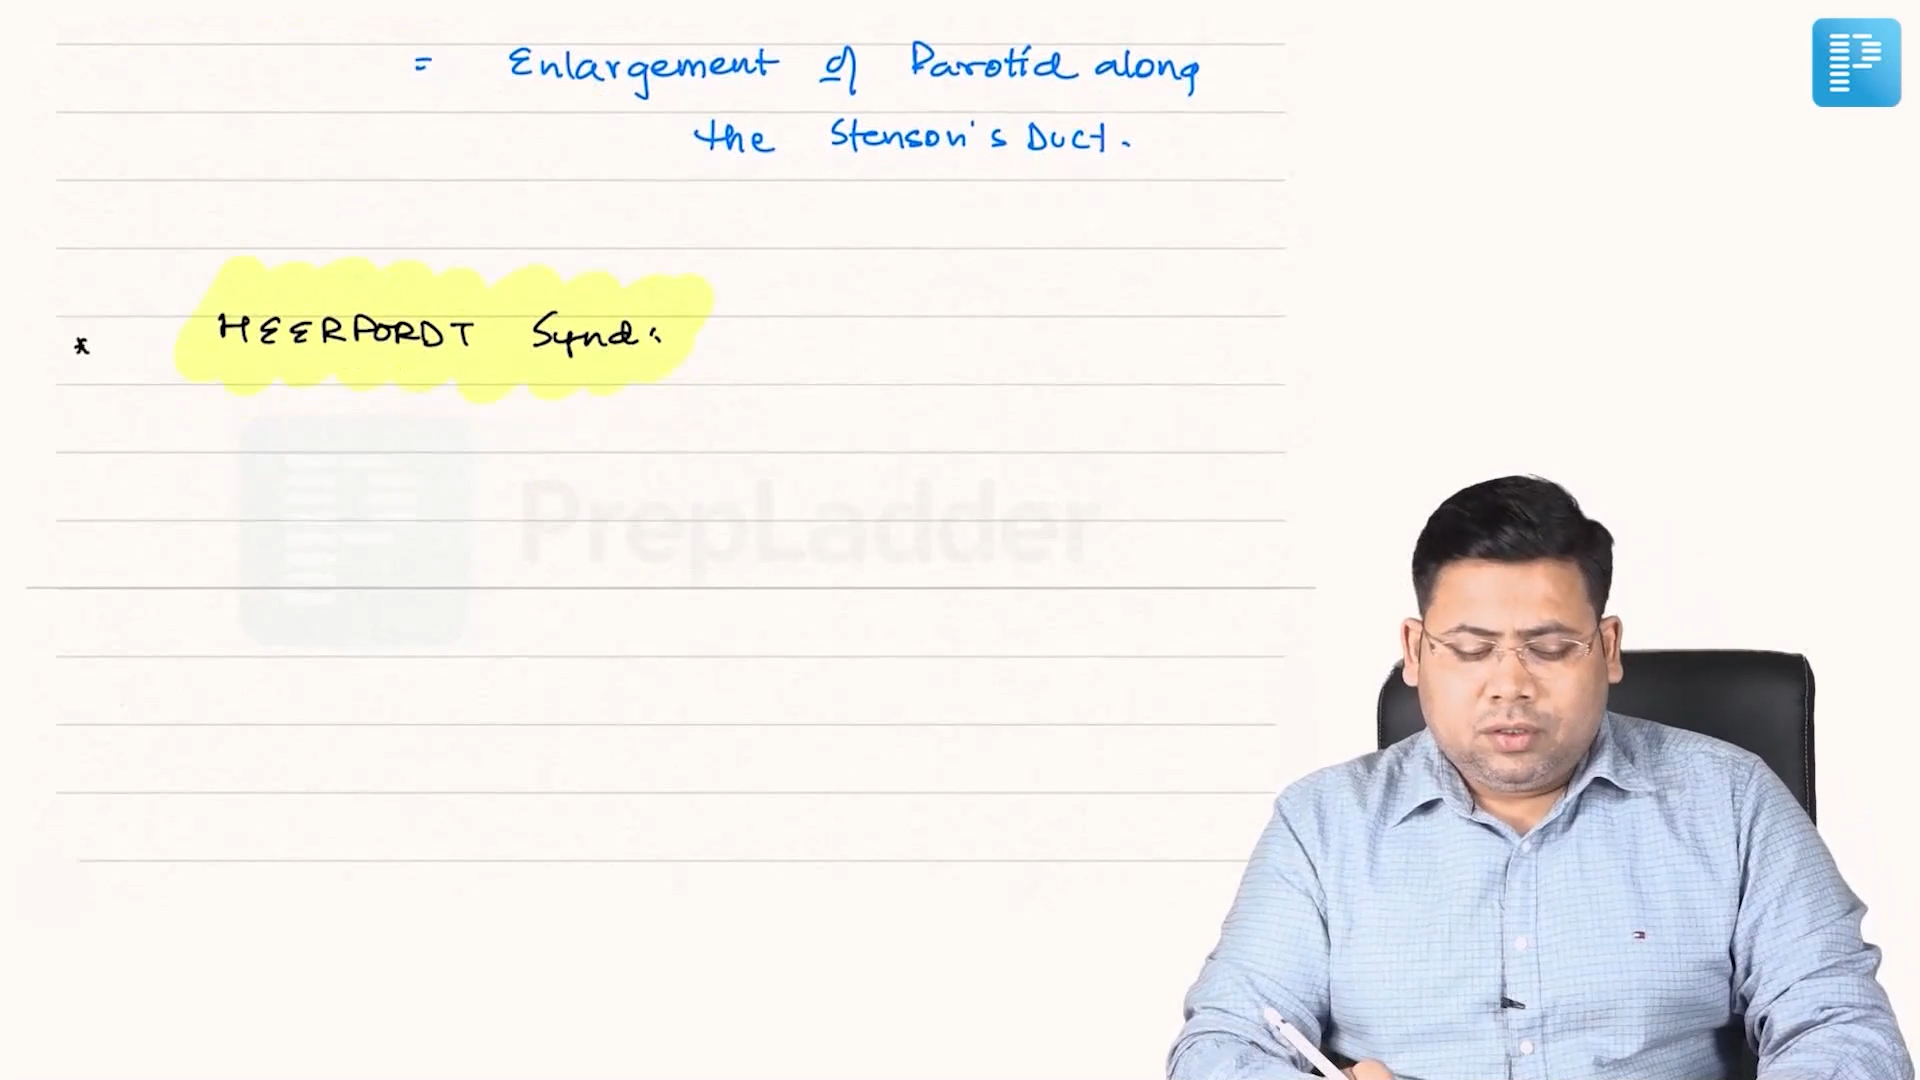 = Enlargement of Parotid along
the Stenson's Duct.
* HEERFORDT Synd:
PrepLadder